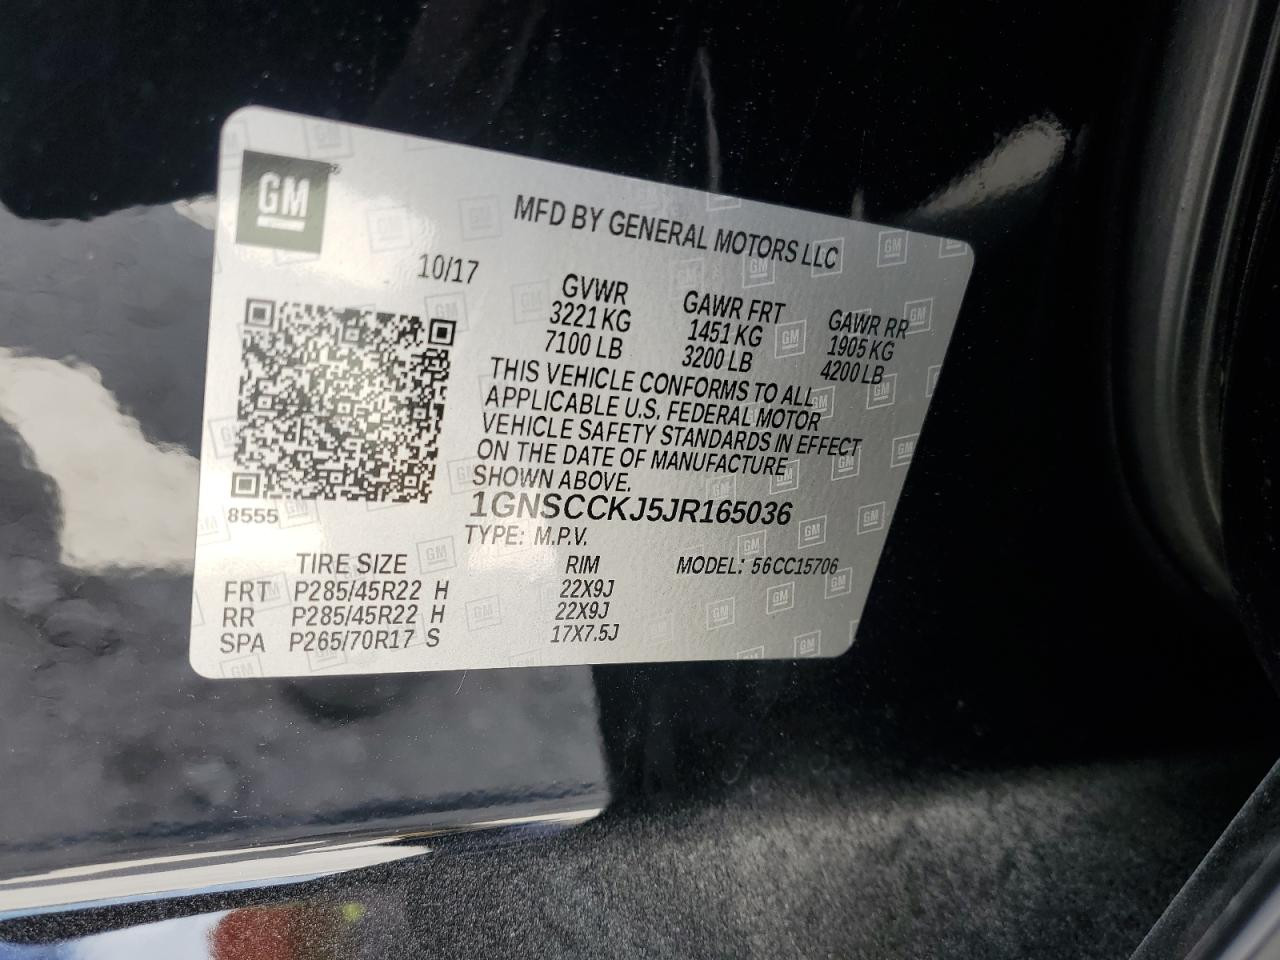 GM
MFD BY GENERAL MOTORS LLC
10/17
GVWR
3221 KG
7100 LB
GAWR FRT
1451 KG
3200 LB
GAWR RR
1905 KG
4200 LB
THIS VEHICLE CONFORMS TO ALL
APPLICABLE U.S. FEDERAL MOTOR
VEHICLE SAFETY STANDARDS IN EFFECT
ON THE DATE OF MANUFACTURE
SHOWN ABOVE.
8555
1GNSCCKJ5JR165036
TYPE: M.P.V.
TIRE SIZE RIM MODEL: 56CC15706
FRT P285/45R22 H 22X9J
RR P285/45R22 H 22X9J
SPA P265/70R17 S 17X7.5J